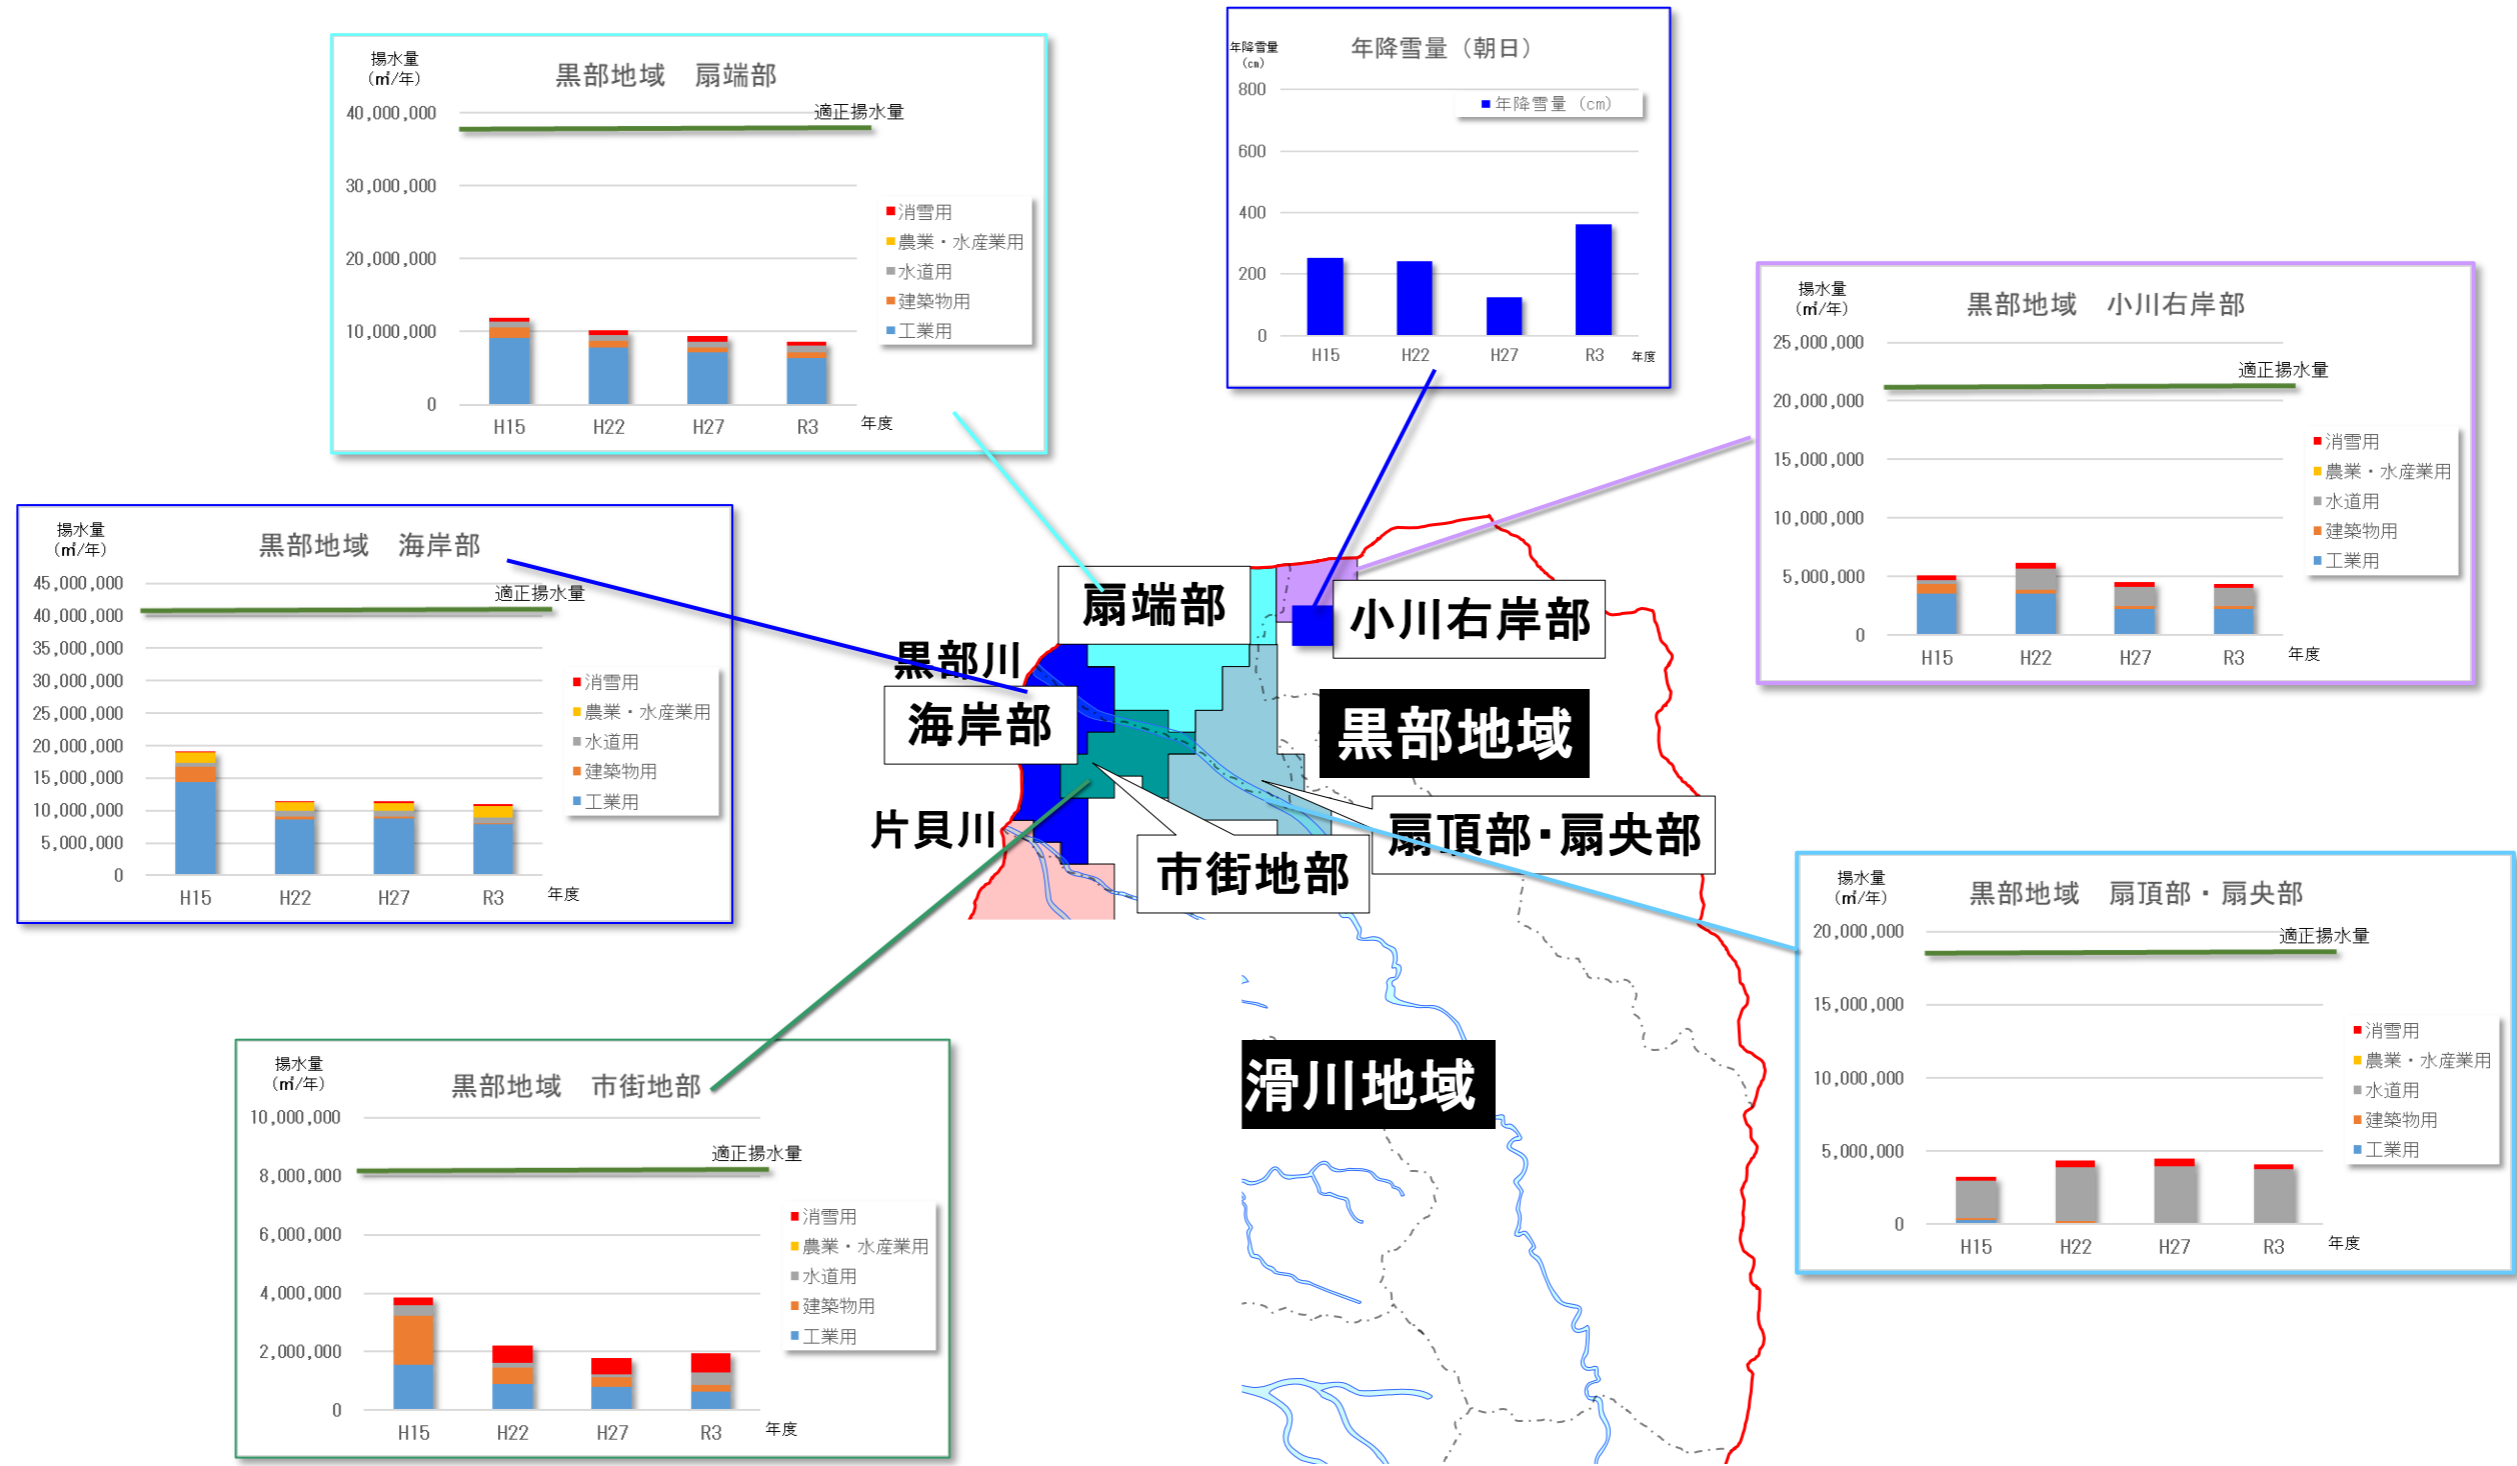 揚水量
(㎥/年)
黒部地域　扇端部
適正揚水量
40,000,000
30,000,000
20,000,000
10,000,000
0
H15
H22
H27
R3
年度
消雪用
農業・水産業用
水道用
建築物用
工業用
年降雪量
(cm)
年降雪量（朝日）
年降雪量（cm）
800
600
400
200
0
H15
H22
H27
R3
年度
揚水量
(㎥/年)
黒部地域　小川右岸部
適正揚水量
25,000,000
20,000,000
15,000,000
10,000,000
5,000,000
0
H15
H22
H27
R3
年度
消雪用
農業・水産業用
水道用
建築物用
工業用
揚水量
(㎥/年)
黒部地域　海岸部
適正揚水量
45,000,000
40,000,000
35,000,000
30,000,000
25,000,000
20,000,000
15,000,000
10,000,000
5,000,000
0
H15
H22
H27
R3
年度
消雪用
農業・水産業用
水道用
建築物用
工業用
扇端部
小川右岸部
黒部川
海岸部
黒部地域
片貝川
扇頂部・扇央部
市街地部
滑川地域
揚水量
(㎥/年)
黒部地域　扇頂部・扇央部
適正揚水量
20,000,000
15,000,000
10,000,000
5,000,000
0
H15
H22
H27
R3
年度
消雪用
農業・水産業用
水道用
建築物用
工業用
揚水量
(㎥/年)
黒部地域　市街地部
適正揚水量
10,000,000
8,000,000
6,000,000
4,000,000
2,000,000
0
H15
H22
H27
R3
年度
消雪用
農業・水産業用
水道用
建築物用
工業用